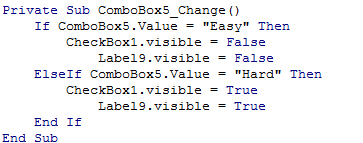 Private Sub ComboBox5_Change()
    If ComboBox5.Value = "Easy" Then
        CheckBox1.visible = False
            Label9.visible = False
    ElseIf ComboBox5.Value = "Hard" Then
        CheckBox1.visible = True
            Label9.visible = True
    End If
End Sub